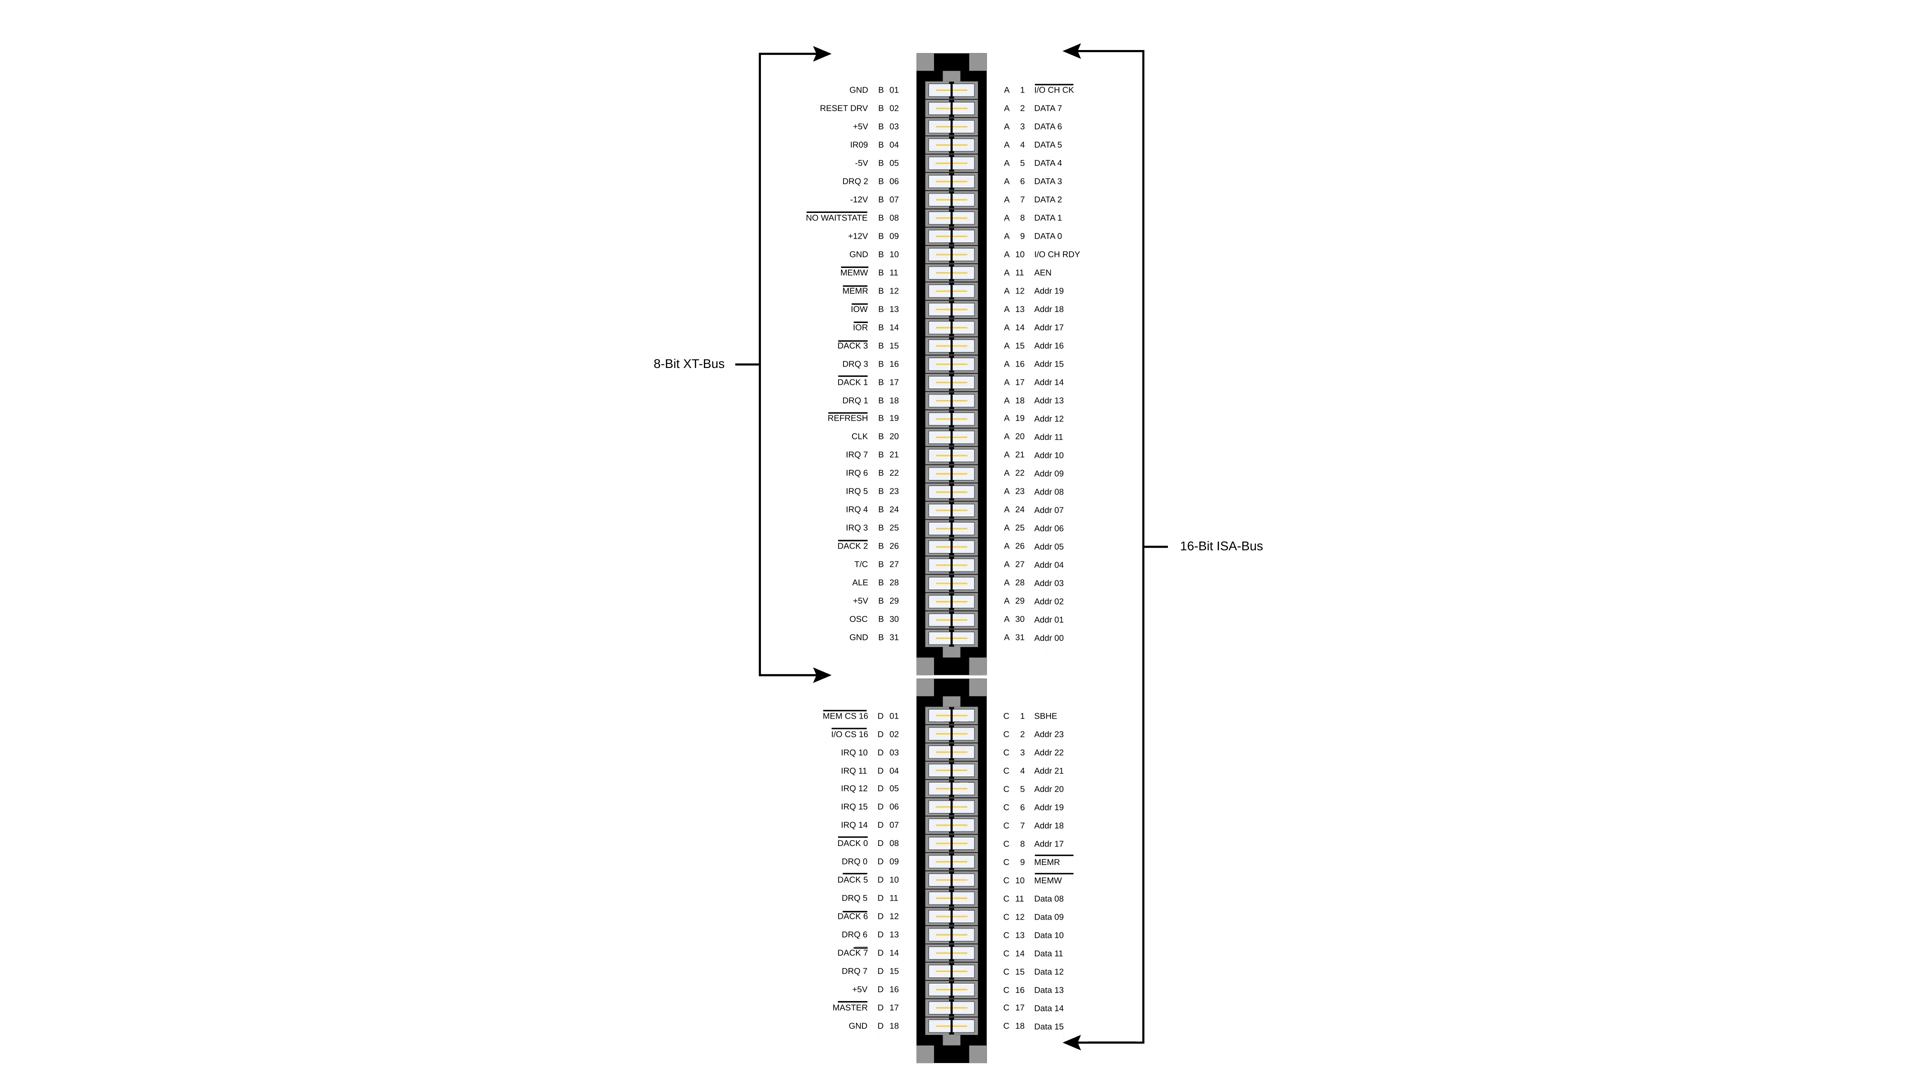 GND B 01 A 1 I/O CH CK
RESET DRV B 02 A 2 DATA 7
+5V B 03 A 3 DATA 6
IR09 B 04 A 4 DATA 5
-5V B 05 A 5 DATA 4
DRQ 2 B 06 A 6 DATA 3
-12V B 07 A 7 DATA 2
NO WAITSTATE B 08 A 8 DATA 1
+12V B 09 A 9 DATA 0
GND B 10 A 10 I/O CH RDY
MEMW B 11 A 11 AEN
MEMR B 12 A 12 Addr 19
IOW B 13 A 13 Addr 18
IOR B 14 A 14 Addr 17
DACK 3 B 15 A 15 Addr 16
8-Bit XT-Bus
DRQ 3 B 16 A 16 Addr 15
DACK 1 B 17 A 17 Addr 14
DRQ 1 B 18 A 18 Addr 13
REFRESH B 19 A 19 Addr 12
CLK B 20 A 20 Addr 11
IRQ 7 B 21 A 21 Addr 10
IRQ 6 B 22 A 22 Addr 09
IRQ 5 B 23 A 23 Addr 08
IRQ 4 B 24 A 24 Addr 07
IRQ 3 B 25 A 25 Addr 06
DACK 2 B 26 A 26 Addr 05
16-Bit ISA-Bus
T/C B 27 A 27 Addr 04
ALE B 28 A 28 Addr 03
+5V B 29 A 29 Addr 02
OSC B 30 A 30 Addr 01
GND B 31 A 31 Addr 00
MEM CS 16 D 01 C 1 SBHE
I/O CS 16 D 02 C 2 Addr 23
IRQ 10 D 03 C 3 Addr 22
IRQ 11 D 04 C 4 Addr 21
IRQ 12 D 05 C 5 Addr 20
IRQ 15 D 06 C 6 Addr 19
IRQ 14 D 07 C 7 Addr 18
DACK 0 D 08 C 8 Addr 17
DRQ 0 D 09 C 9 MEMR
DACK 5 D 10 C 10 MEMW
DRQ 5 D 11 C 11 Data 08
DACK 6 D 12 C 12 Data 09
DRQ 6 D 13 C 13 Data 10
DACK 7 D 14 C 14 Data 11
DRQ 7 D 15 C 15 Data 12
+5V D 16 C 16 Data 13
MASTER D 17 C 17 Data 14
GND D 18 C 18 Data 15